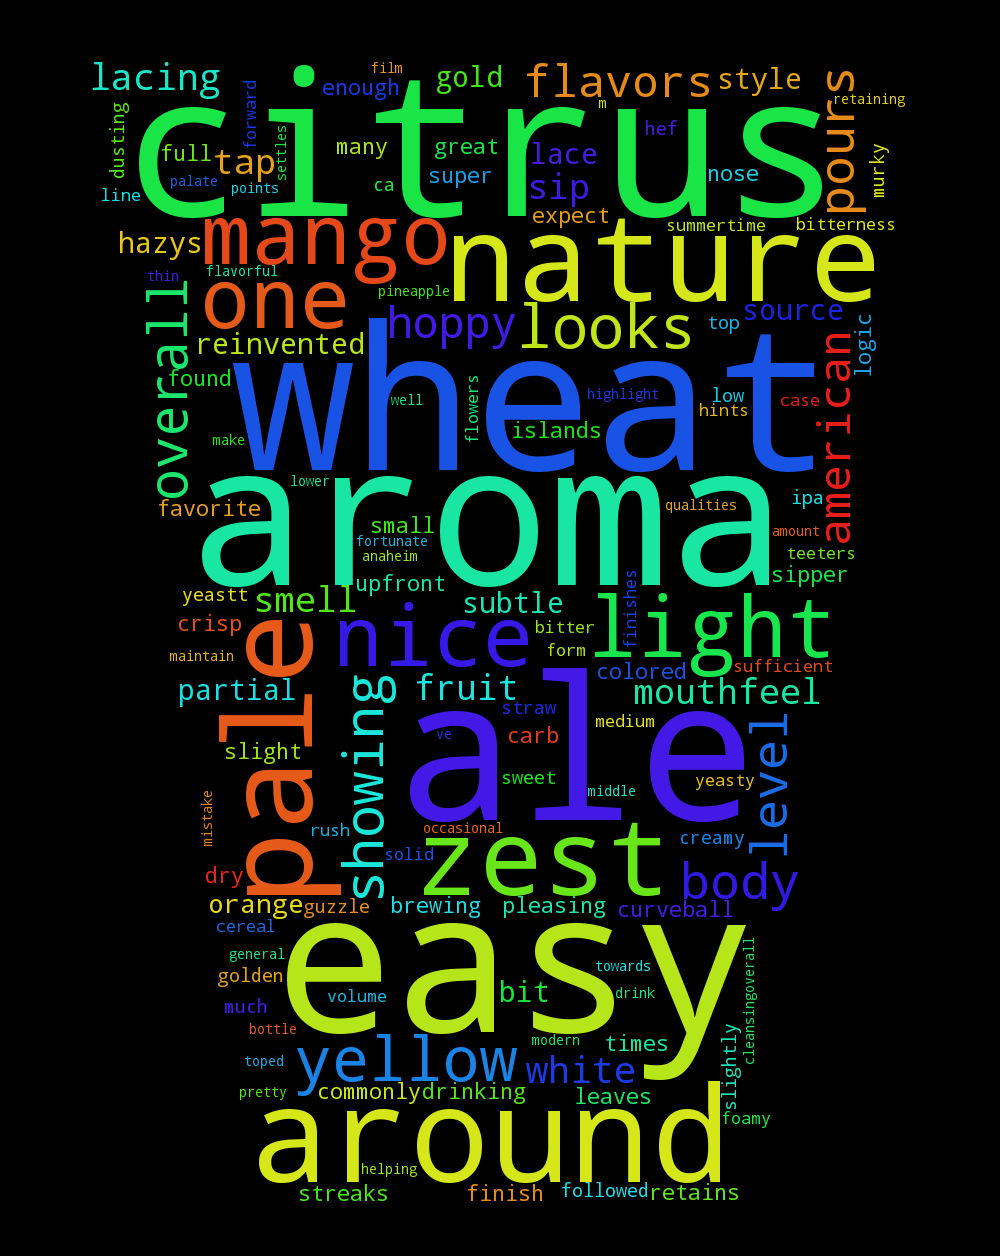 film
lacing
enough
gold
flavors
style
pours
forward
dusting
citrus
m
retaining
hef
settles
full
tap
many
great
lace
nose
murky
line
palate
points
ca
super
sip
expect
summertime
bitterness
hazys
mango
nature
thin
flavorful
pineapple
overall
one
hoppy
looks
top
source
logic
reinvented
american
found
wheat
well
flowers
highlight
low
hints
case
make
islands
lower
aroma
favorite
small
qualities
ipa
fortunate
amount
anaheim
teeters
upfront
sipper
yeastt
smell
subtle
finishes
light
crisp
pale
nice
bitter
form
maintain
colored
sufficient
partial
showing
fruit
mouthfeel
straw
medium
level
slight
ve
carb
ale
sweet
yeasty
middle
mistake
rush
occasional
creamy
solid
zest
dry
body
orange
guzzle
brewing
pleasing
curveball
cereal
easy
general
towards
cleansingoverall
golden
volume
bit
drink
much
bottle
yellow
modern
times
slightly
toped
white
pretty
commonly
drinking
leaves
around
foamy
helping
streaks
finish
followed
retains